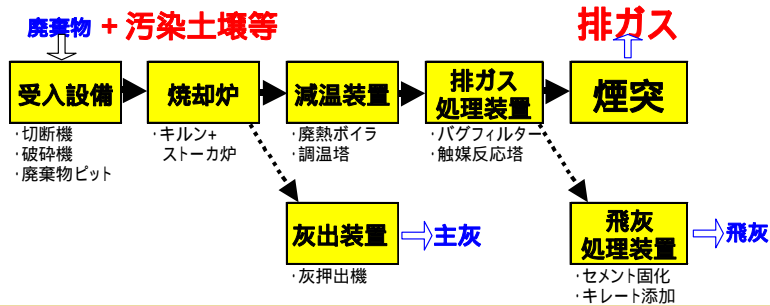 廃棄物 + 汚染土壌等
排ガス
受入設備
焼却炉
減温装置
排ガス
処理装置
煙突
・切断機
・破砕機
・廃棄物ピット
・キルン+
ストーカ炉
・廃熱ボイラ
・調温塔
・バグフィルター
・触媒反応塔
灰出装置
主灰
・灰押出機
飛灰
処理装置
飛灰
・セメント固化
・キレート添加